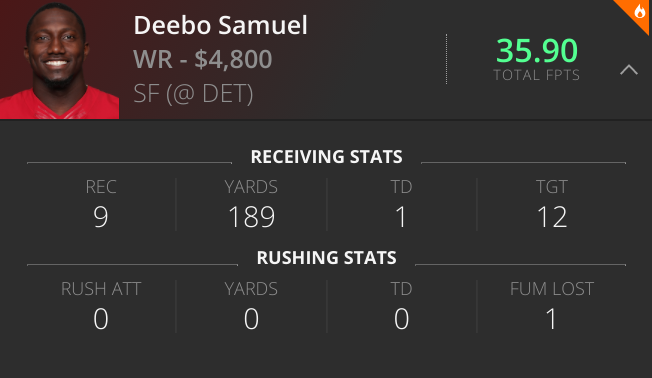 Deebo Samuel
WR - $4,800
SF (@ DET)
35.90
TOTAL FPTS
RECEIVING STATS
REC YARDS TD TGT
9 189 1 12
RUSHING STATS
RUSH ATT YARDS TD FUM LOST
0 0 0 1